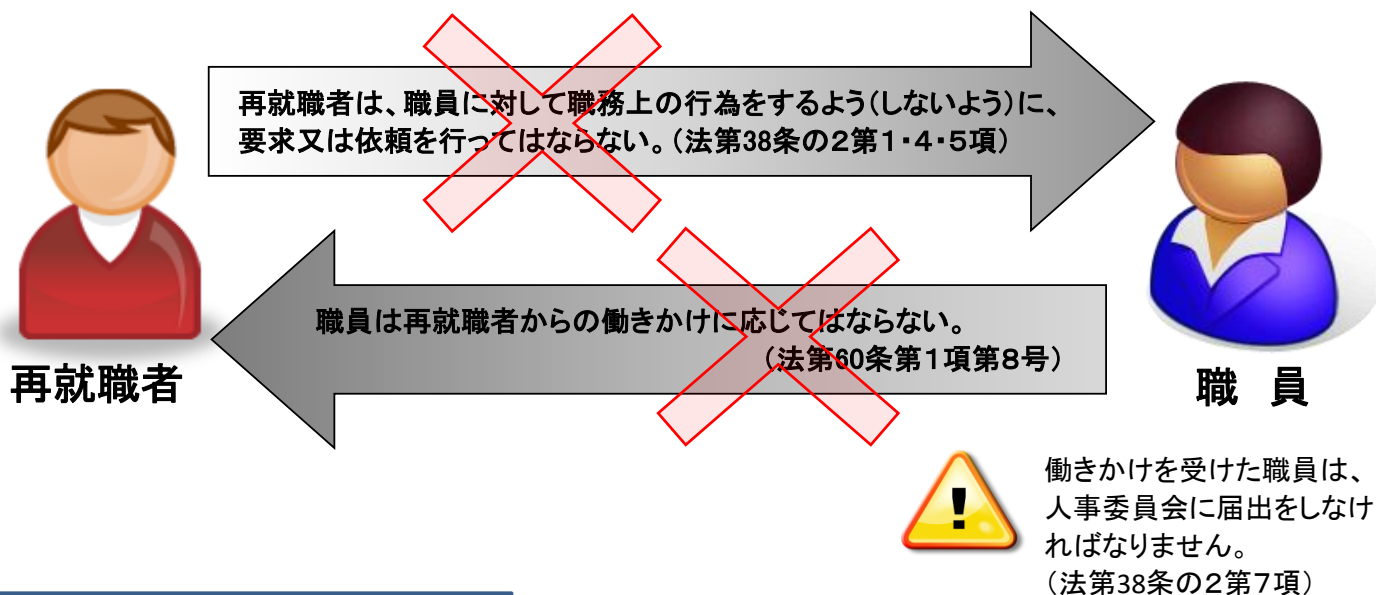 再就職者は、職員に対して職務上の行為をするよう(しないよう)に、
要求又は依頼を行ってはならない。(法第38条の2第1・4・5項)
職員は再就職者からの働きかけに応じてはならない。
(法第60条第1項第8号)
再就職者
職　員
!
働きかけを受けた職員は、
人事委員会に届出をしなけ
ればなりません。
(法第38条の2第7項)